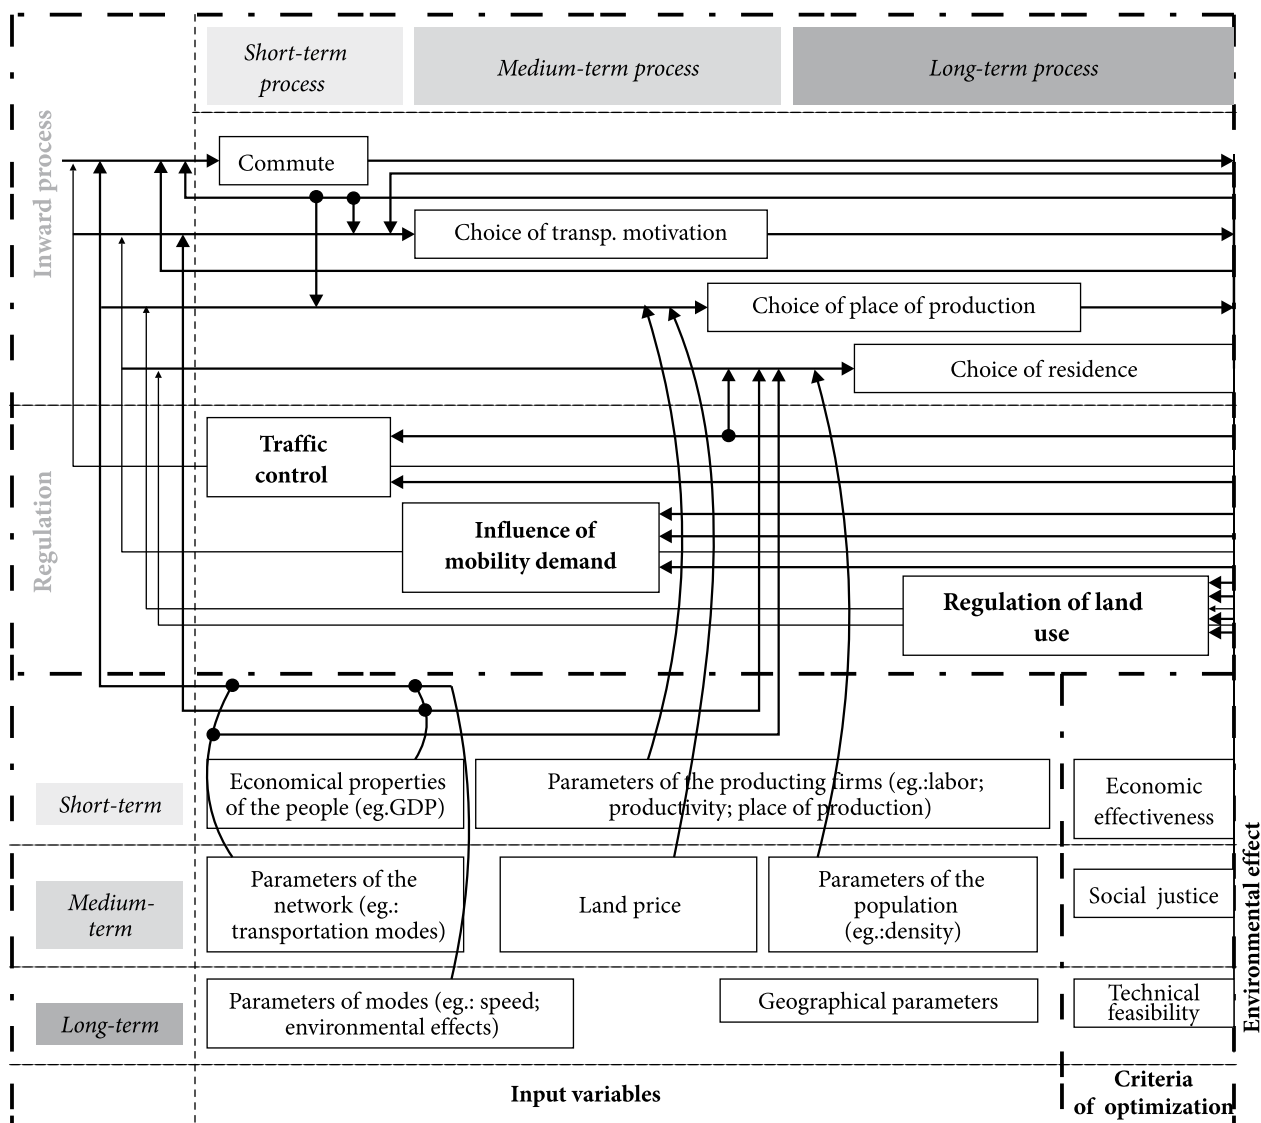 Short-term
process
Medium-term process
Long-term process
Inward process
Commute
Choice of transp. motivation
Choice of place of production
Choice of residence
Regulation
Traffic
control
Influence of
mobility demand
Regulation of land
use
Short-term
Economical properties
of the people (eg.GDP)
Parameters of the producting firms (eg.:labor;
productivity; place of production)
Economic
effectiveness
Medium-
term
Parameters of the
network (eg.:
transportation modes)
Land price
Parameters of the
population
(eg.:density)
Social justice
Environmental effect
Long-term
Parameters of modes (eg.: speed;
environmental effects)
Geographical parameters
Technical
feasibility
Input variables
Criteria
of optimization